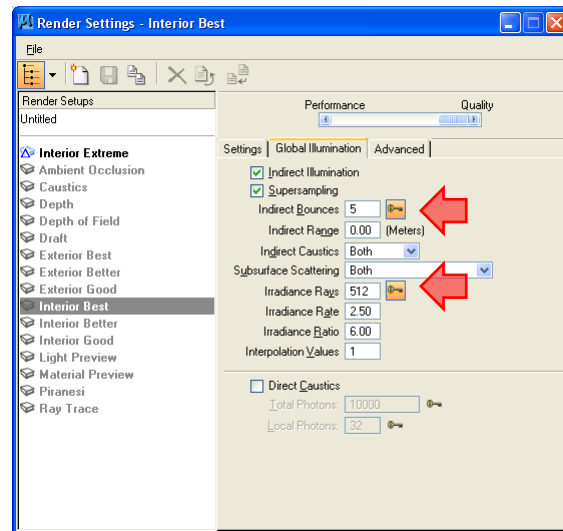 Render Settings - Interior Best
File
Render Setups
Untitled
Interior Extreme
Ambient Occlusion
Caustics
Depth
Depth of Field
Draft
Exterior Best
Exterior Better
Exterior Good
Interior Best
Interior Better
Interior Good
Light Preview
Material Preview
Piranesi
Ray Trace
Performance Quality
Settings Global Illumination Advanced
Indirect Illumination
Supersampling
Indirect Bounces 5
Indirect Range 0.00 (Meters)
Indirect Caustics Both
Subsurface Scattering Both
Irradiance Rays 512
Irradiance Rate 2.50
Irradiance Ratio 6.00
Interpolation Values 1
Direct Caustics
Total Photons: 10000
Local Photons: 32